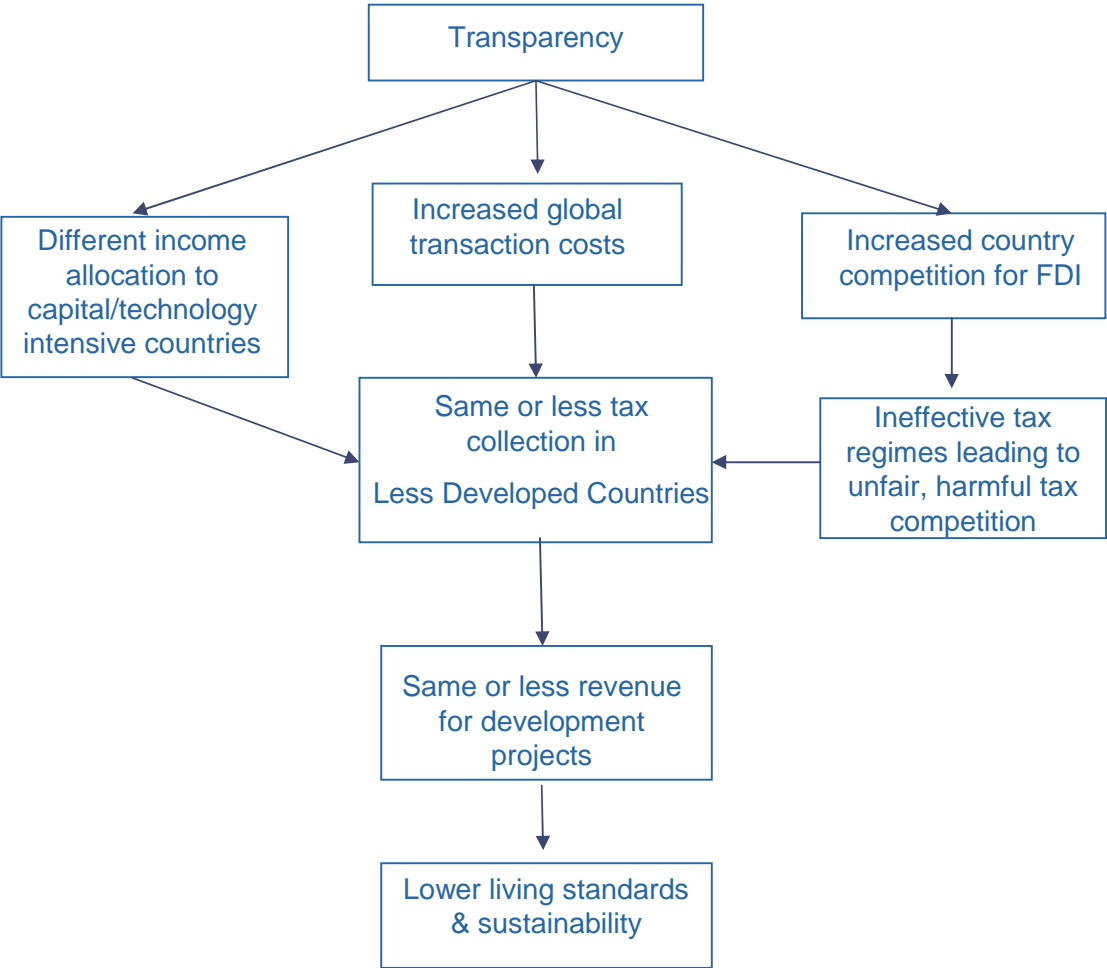 Transparency
Different income
allocation to
capital/technology
intensive countries
Increased global
transaction costs
Increased country
competition for FDI
Same or less tax
collection in
Less Developed Countries
Ineffective tax
regimes leading to
unfair, harmful tax
competition
Same or less revenue
for development
projects
Lower living standards
& sustainability